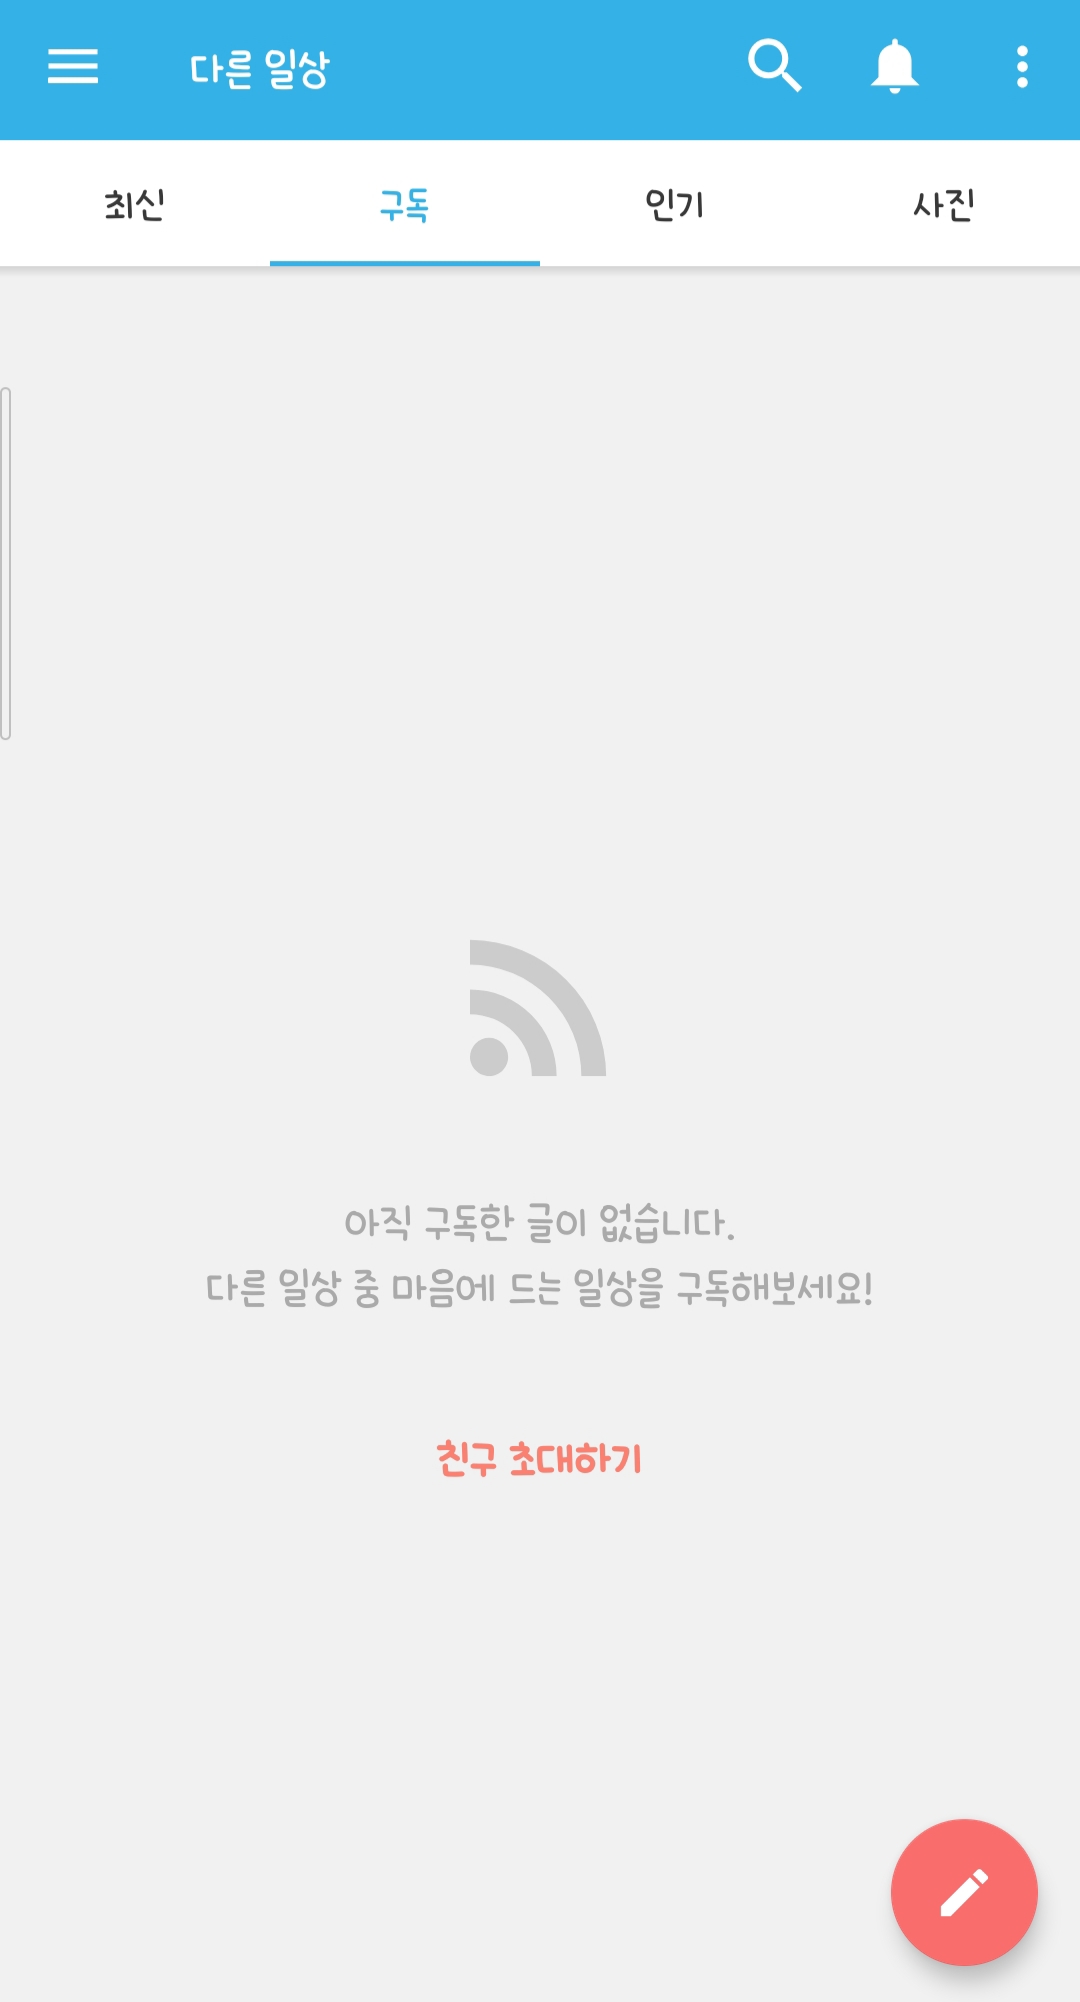 다른 일상
최신 구독 인기 사진
아직 구독한 글이 없습니다.
다른 일상 중 마음에 드는 일상을 구독해보세요!
친구 초대하기